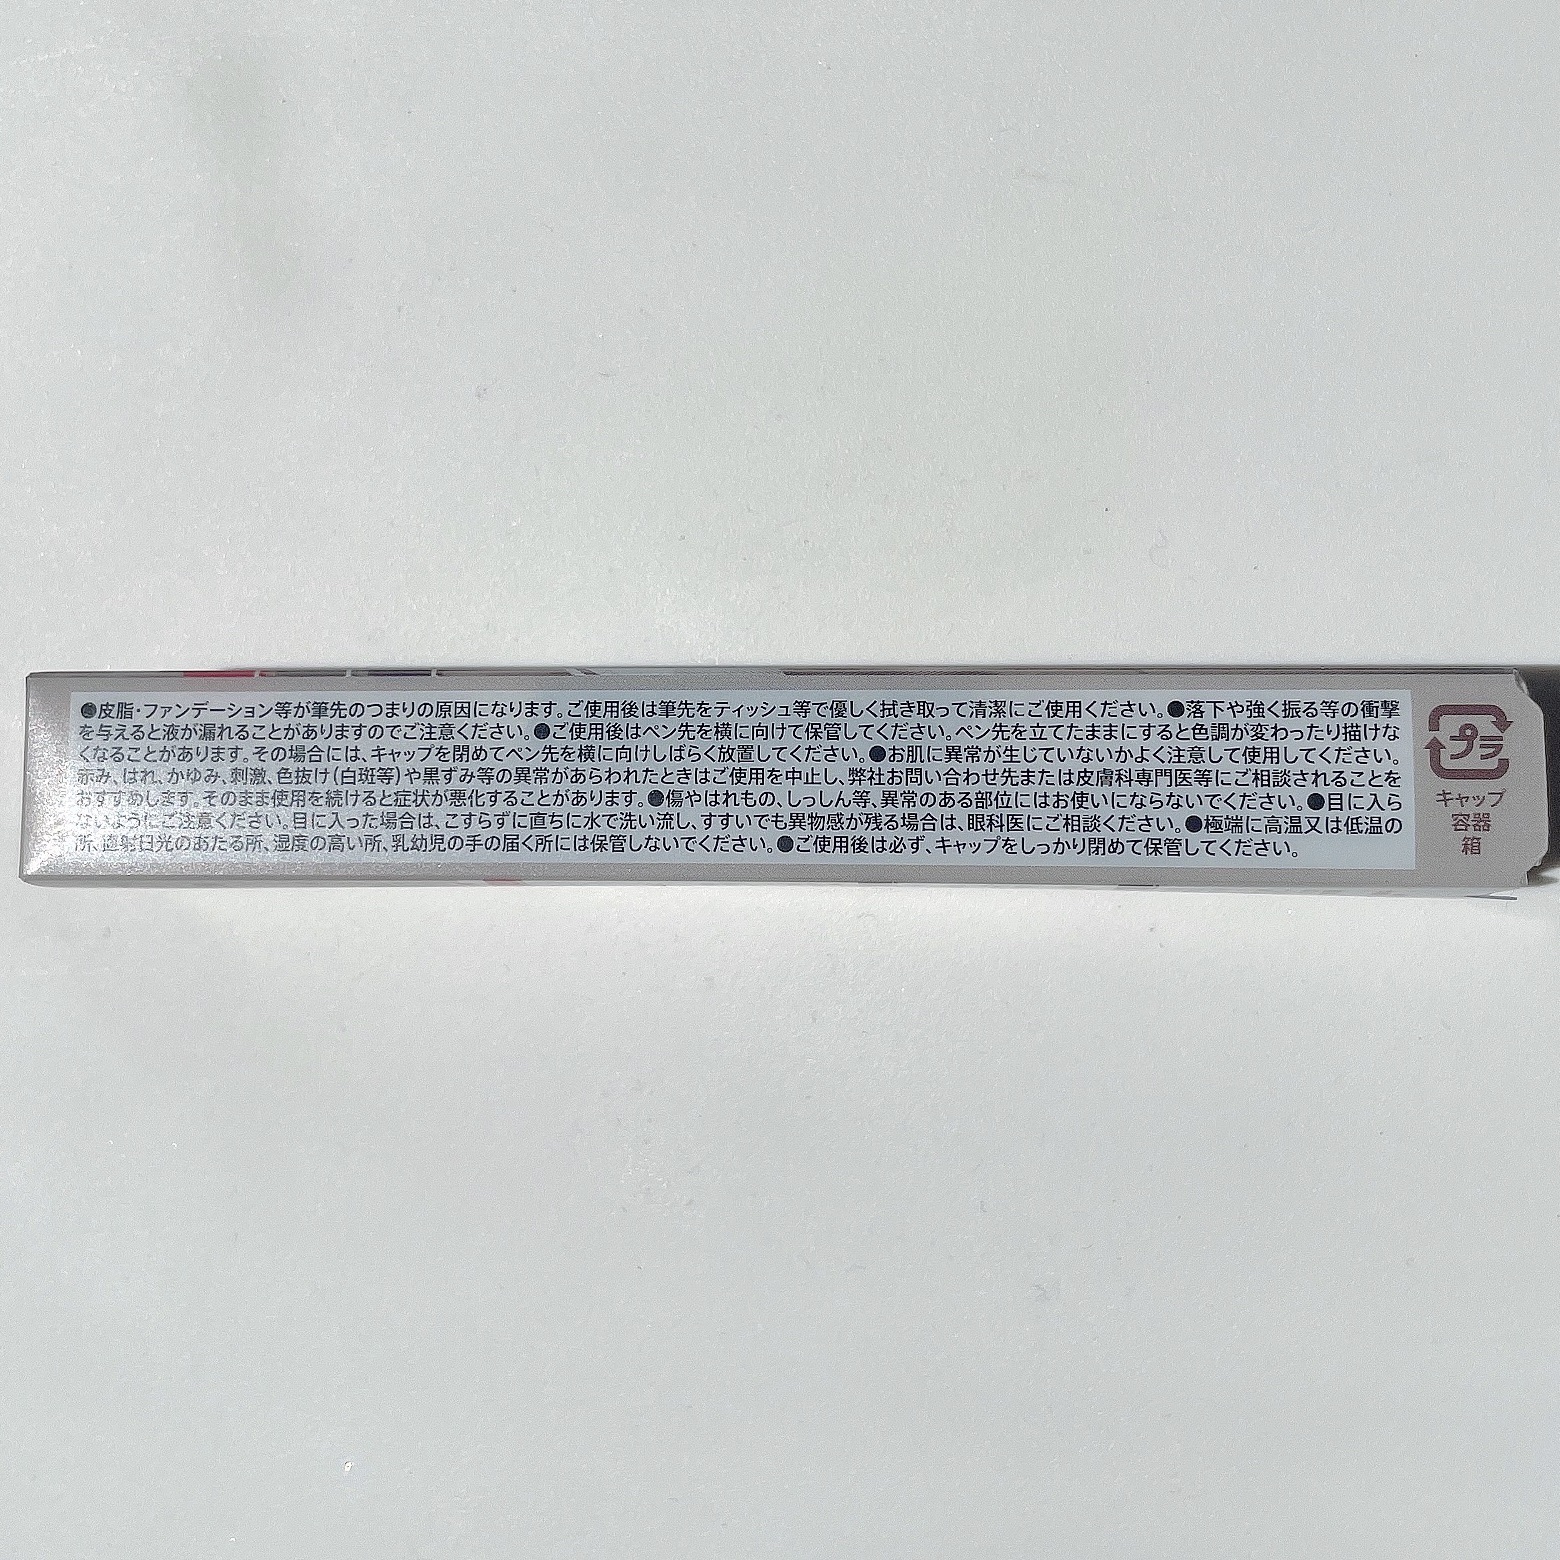 ●皮脂・ファンデーション等が筆先のつまりの原因になります。ご使用後は筆先をティッシュ等で優しく拭き取って清潔にご使用ください。●落下や強く振る等の衝撃
を与えると液が漏れることがありますのでご注意ください。●ご使用後はペン先を横に向けて保管してください。ペン先を立てたままにすると色調が変わったり描けな
くなることがあります。その場合には、キャップを閉めてペン先を横に向けしばらく放置してください。●お肌に異常が生じていないかよく注意して使用してください。
赤み、はれ、かゆみ、刺激、色抜け(白斑等)や黒ずみ等の異常があらわれたときはご使用を中止し、弊社お問い合わせ先または皮膚科専門医等にご相談されることを
おすすめします。そのまま使用を続けると症状が悪化することがあります。●傷やはれもの、しっしん等、異常のある部位にはお使いにならないでください。●目に入ら
ないようにご注意ください。目に入った場合は、こすらずに直ちに水で洗い流し、すすいでも異物感が残る場合は、眼科医にご相談ください。●極端に高温又は低温の
所、直射日光のあたる所、湿度の高い所、乳幼児の手の届く所には保管しないでください。●ご使用後は必ず、キャップをしっかり閉めて保管してください。
プラ
キャップ
容器
箱